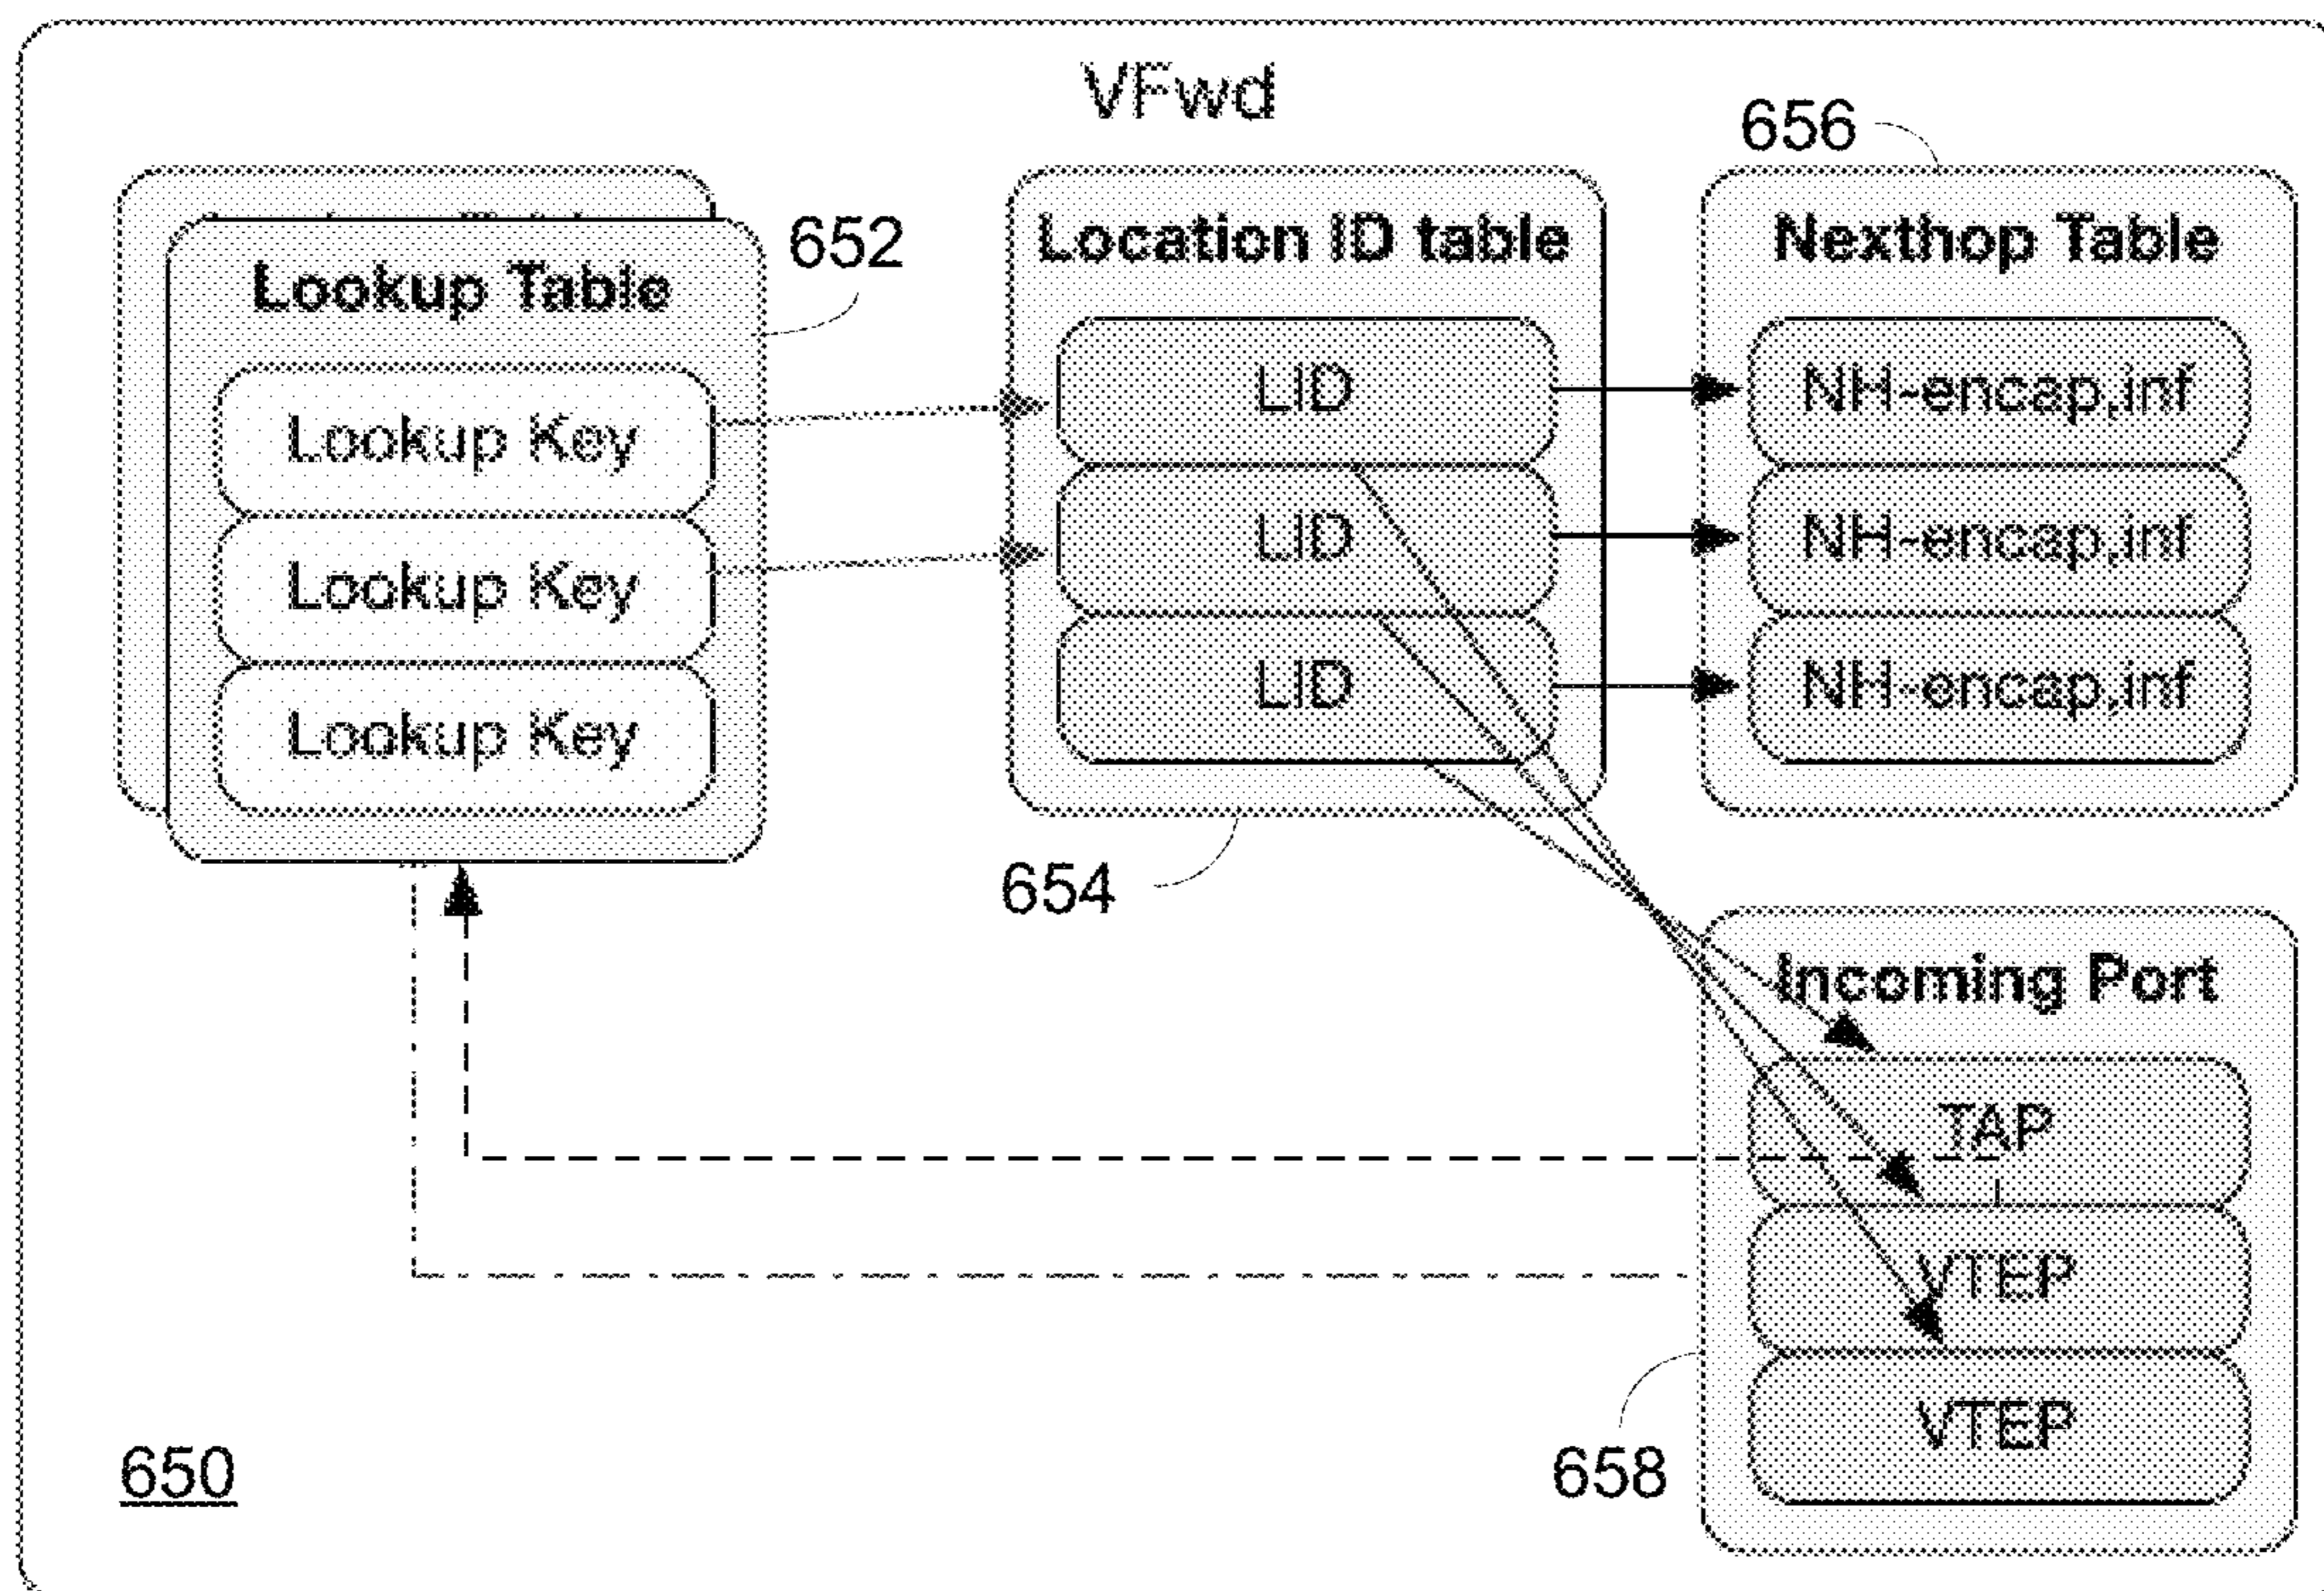 VFwd
656
652
Lookup Table
Lookup Key
Lookup Key
Lookup Key
Location ID table
LID
LID
LID
654
Nexthop Table
NH-encap,inf
NH-encap,inf
NH-encap,inf
Incoming Port
TAP
VTEP
VTEP
658
650